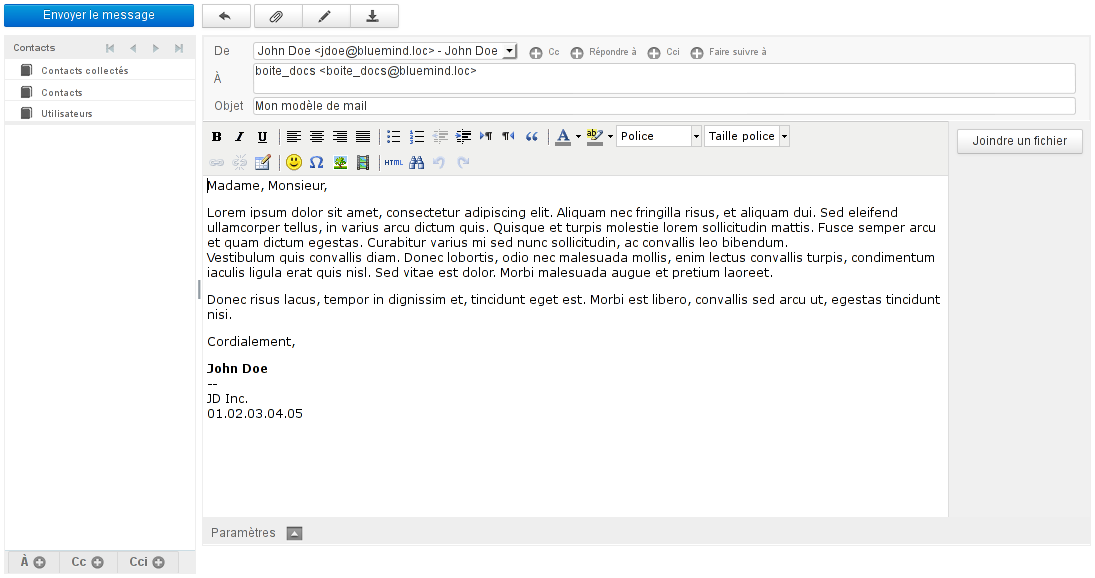 Envoyer le message
Contacts
Contacts collectés
Contacts
Utilisateurs
De John Doe <jdoe@bluemind.loc> - John Doe Cc Répondre à Cci Faire suivre à
À boite_docs <boite_docs@bluemind.loc>
Objet Mon modèle de mail
B I U A ab Police Taille police
Ω HTML
Joindre un fichier
Madame, Monsieur,
Lorem ipsum dolor sit amet, consectetur adipiscing elit. Aliquam nec fringilla risus, et aliquam dui. Sed eleifend
ullamcorper tellus, in varius arcu dictum quis. Quisque et turpis molestie lorem sollicitudin mattis. Fusce semper arcu
et quam dictum egestas. Curabitur varius mi sed nunc sollicitudin, ac convallis leo bibendum.
Vestibulum quis convallis diam. Donec lobortis, odio nec malesuada mollis, enim lectus convallis turpis, condimentum
iaculis ligula erat quis nisl. Sed vitae est dolor. Morbi malesuada augue et pretium laoreet.
Donec risus lacus, tempor in dignissim et, tincidunt eget est. Morbi est libero, convallis sed arcu ut, egestas tincidunt
nisi.
Cordialement,
John Doe
--
JD Inc.
01.02.03.04.05
Paramètres
À Cc Cci